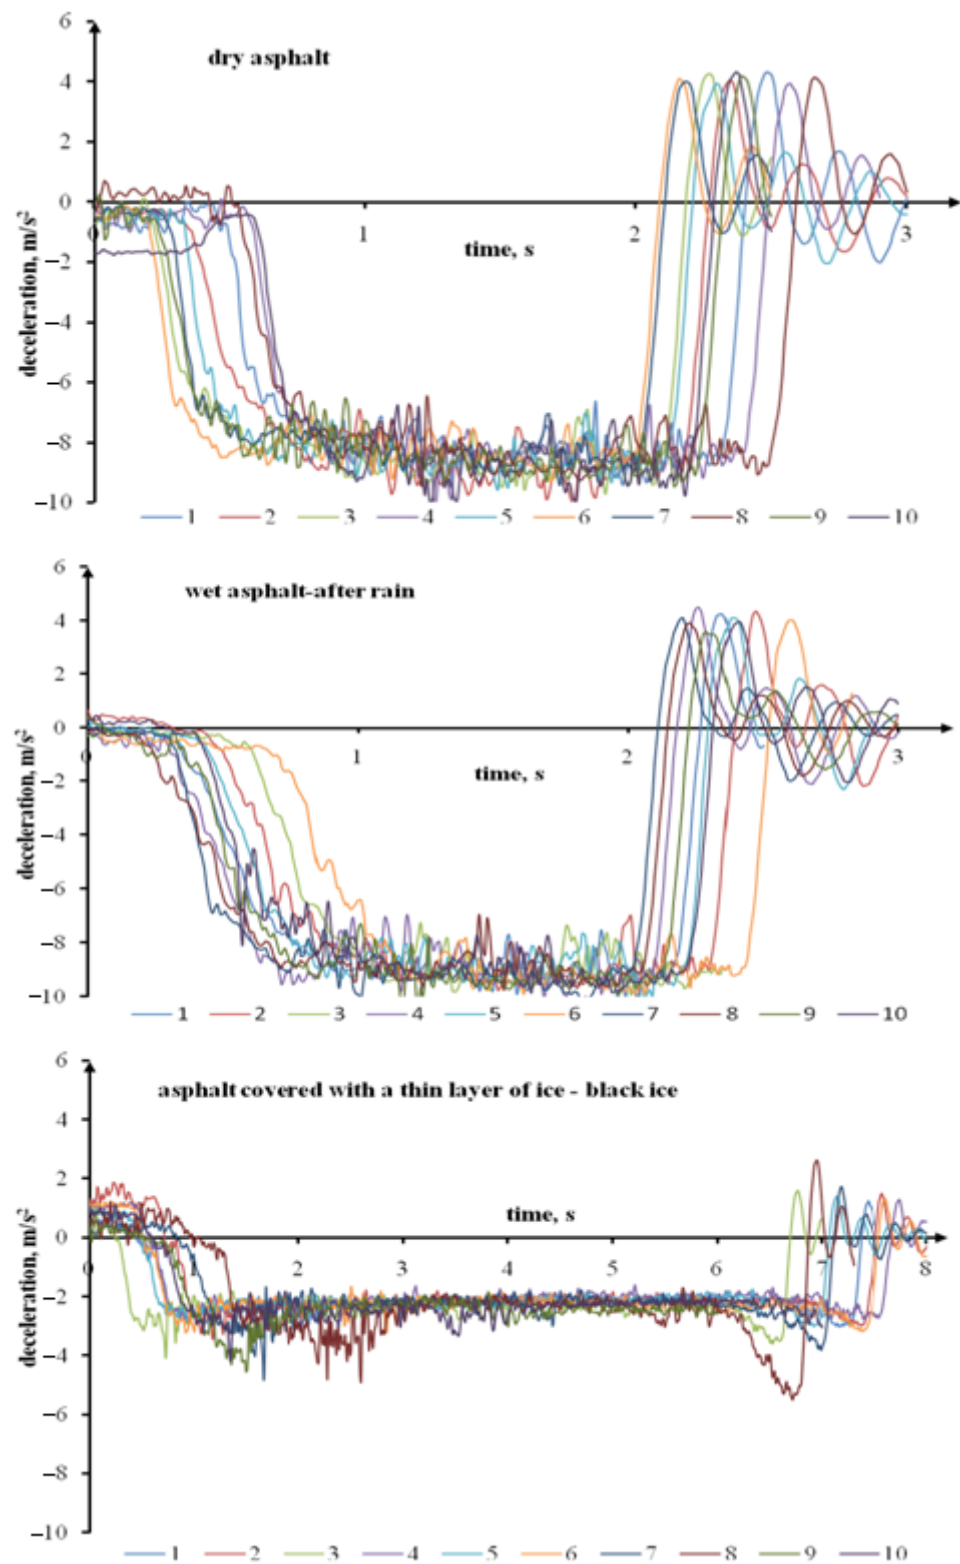 6
dry asphalt
4
2
0
0
1
2
3
time, s
deceleration, m/s²
−2
−4
−6
−8
−10
1 2 3 4 5 6 7 8 9 10
6
wet asphalt-after rain
4
2
0
0
1
2
3
time, s
deceleration, m/s²
−2
−4
−6
−8
−10
1 2 3 4 5 6 7 8 9 10
6
asphalt covered with a thin layer of ice - black ice
4
2
time, s
0
0 1 2 3 4 5 6 7 8
deceleration, m/s²
−2
−4
−6
−8
−10
1 2 3 4 5 6 7 8 9 10